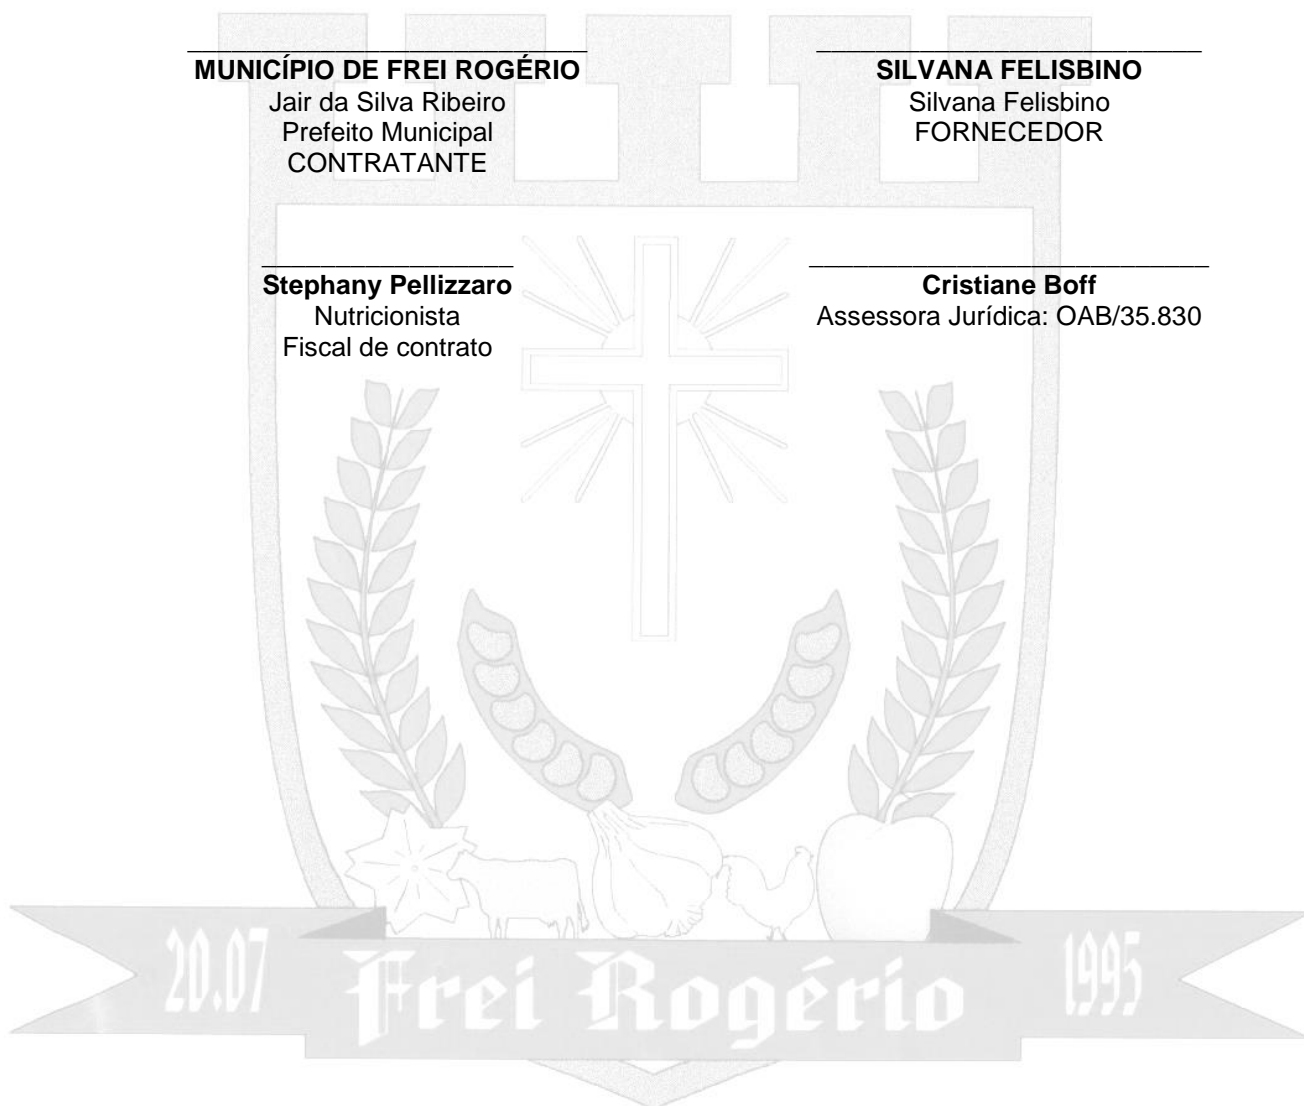 MUNICÍPIO DE FREI ROGÉRIO
Jair da Silva Ribeiro
Prefeito Municipal
CONTRATANTE
SILVANA FELISBINO
Silvana Felisbino
FORNECEDOR
Stephany Pellizzaro
Nutricionista
Fiscal de contrato
Cristiane Boff
Assessora Jurídica: OAB/35.830
20.07
Frei Rogério
1995